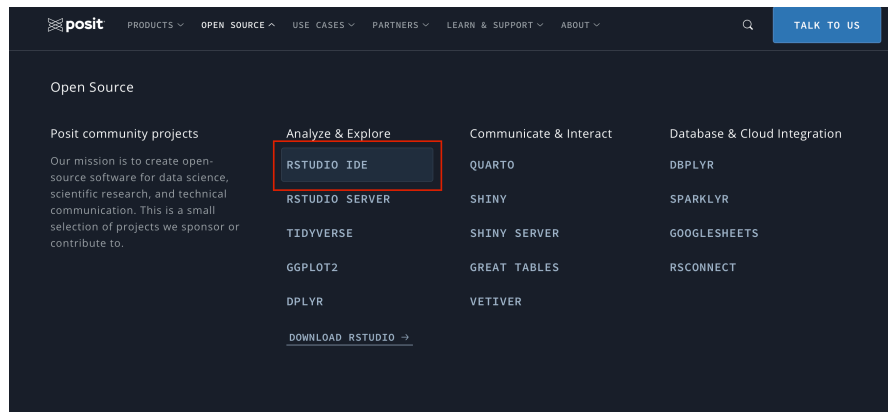 posit
PRODUCTS
OPEN SOURCE
USE CASES
PARTNERS
LEARN & SUPPORT
ABOUT
TALK TO US
Open Source
Posit community projects
Our mission is to create open-
source software for data science,
scientific research, and technical
communication. This is a small
selection of projects we sponsor or
contribute to.
Analyze & Explore
RSTUDIO IDE
RSTUDIO SERVER
TIDYVERSE
GGPLOT2
DPLYR
DOWNLOAD RSTUDIO →
Communicate & Interact
QUARTO
SHINY
SHINY SERVER
GREAT TABLES
VETIVER
Database & Cloud Integration
DBPLYR
SPARKLYR
GOOGLESHEETS
RSCONNECT